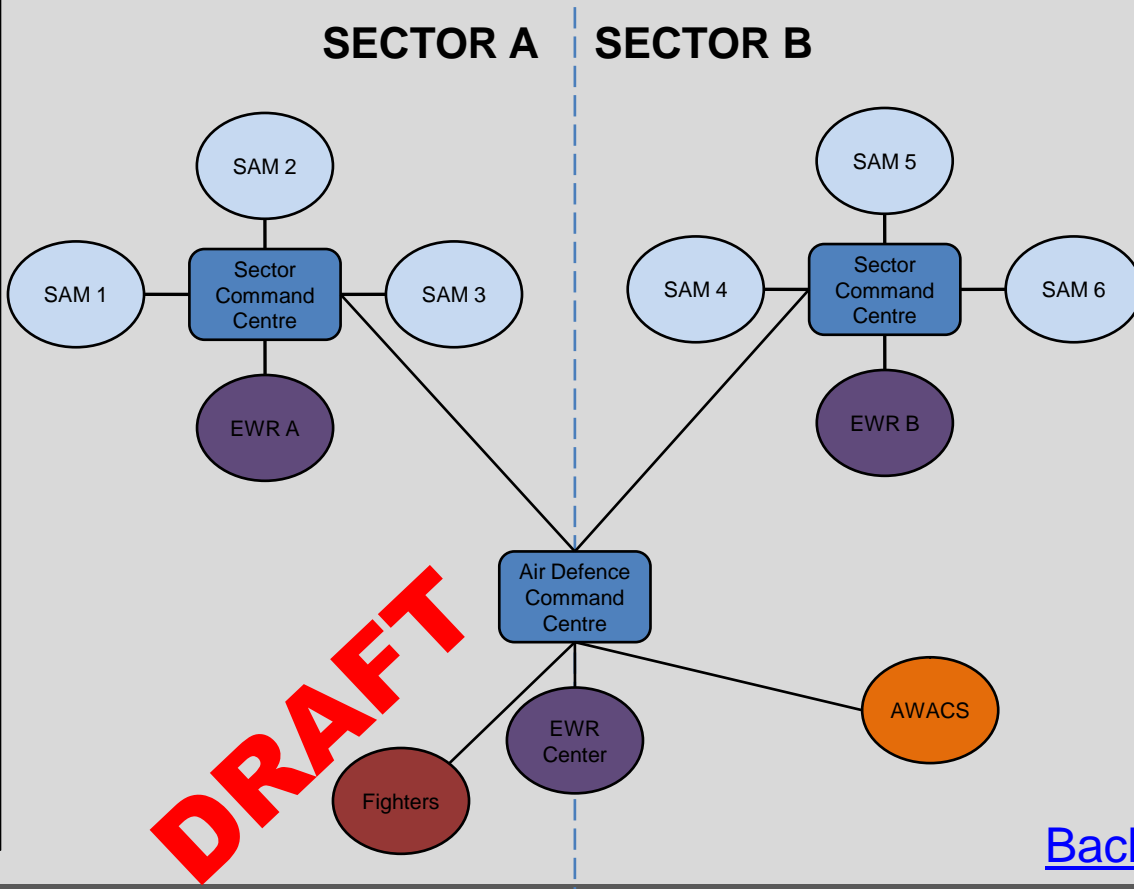 SECTOR A
SECTOR B
SAM 2
SAM 5
SAM 1
Sector
Command
Centre
SAM 3
SAM 4
Sector
Command
Centre
SAM 6
EWR A
EWR B
Air Defence
Command
Centre
DRAFT
EWR
Center
AWACS
Fighters
Back